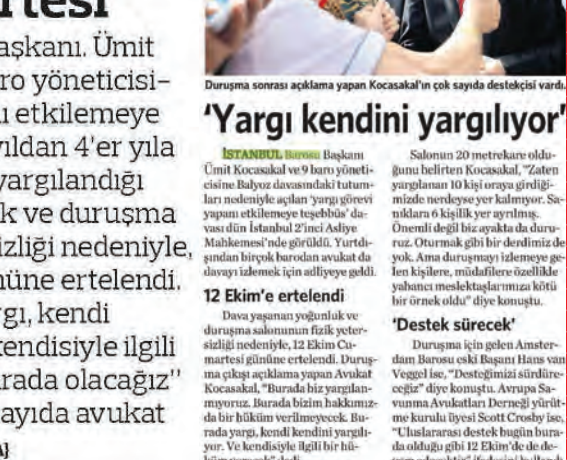 rtesi
aşkanı. Ümit
ro yöneticisi-
ı etkilemeye
yıldan 4'er yıla
yargılandığı
k ve duruşma
izliği nedeniyle,
nüne ertelendi.
gı, kendi
kendisiyle ilgili
urada olacağız"
ayıda avukat
A]
Duruşma sonrası açıklama yapan Kocasakal'ın çok sayıda destekçisi vardı.
'Yargı kendini yargılıyor'
İSTANBUL Barosu Başkanı
Ümit Kocasakal ve 9 baro yöneti-
cisine Balyoz davasındaki tutum-
ları nedeniyle açılan 'yargı görevi
yapanı etkilemeye teşebbüs' da-
vası dün İstanbul 2'inci Asliye
Mahkemesi'nde görüldü. Yurtdı-
şından birçok barodan avukat da
davayı izlemek için adliyeye geldi.
12 Ekim'e ertelendi
Dava yaşanan yoğunluk ve
duruşma salonunun fizik yeter-
sizliği nedeniyle, 12 Ekim Cu-
martesi gününe ertelendi. Duruş-
ma çıkışı açıklama yapan Avukat
Kocasakal, "Burada biz yargılan-
mıyoruz. Burada bizim hakkımız-
da bir hüküm verilmeyecek. Bu-
rada yargı, kendi kendini yargılı-
yor. Ve kendisiyle ilgili bir hü-
Salonun 20 metrekare oldu-
ğunu belirten Kocasakal, "Zaten
yargılanan 10 kişi oraya girdiği-
mizde nerdeyse yer kalmıyor. Sa-
nıklara 6 kişilik yer ayrılmış.
Önemli değil biz ayakta da duru-
ruz. Oturmak gibi bir derdimiz de
yok. Ama duruşmayı izlemeye ge-
len kişilere, müdafilere özellikle
yabancı meslektaşlarımıza kötü
bir örnek oldu" diye konuştu.
'Destek sürecek'
Duruşma için gelen Amster-
dam Barosu eski Başanı Hans van
Veggel ise, "Desteğimizi sürdüre-
ceğiz" diye konuştu. Avrupa Sa-
vunma Avukatları Derneği yürüt-
me kurulu üyesi Scott Crosby ise,
"Uluslararası destek bugün bura-
da olduğu gibi 12 Ekim'de de de-